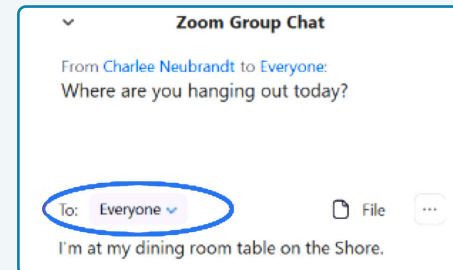 Zoom Group Chat
From Charlee Neubrandt to Everyone:
Where are you hanging out today?
To: Everyone File ...
I'm at my dining room table on the Shore.